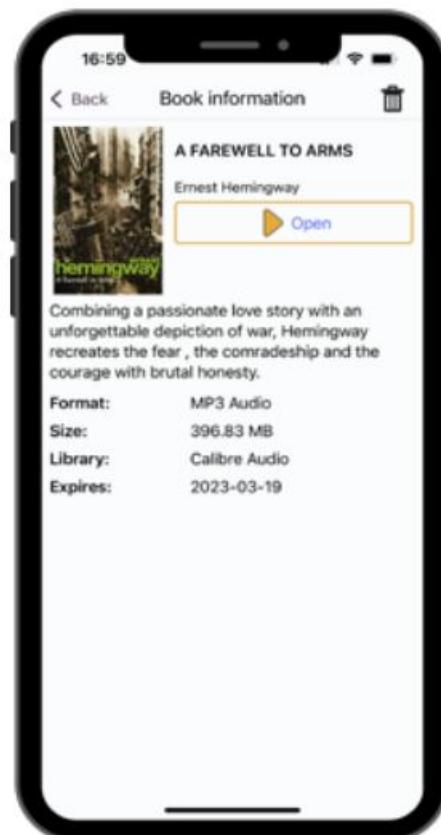 16:59
Back
Book information
A FAREWELL TO ARMS
Ernest Hemingway
Open
hemingway
Combining a passionate love story with an
unforgettable depiction of war, Hemingway
recreates the fear , the comradeship and the
courage with brutal honesty.
Format: MP3 Audio
Size: 396.83 MB
Library: Calibre Audio
Expires: 2023-03-19